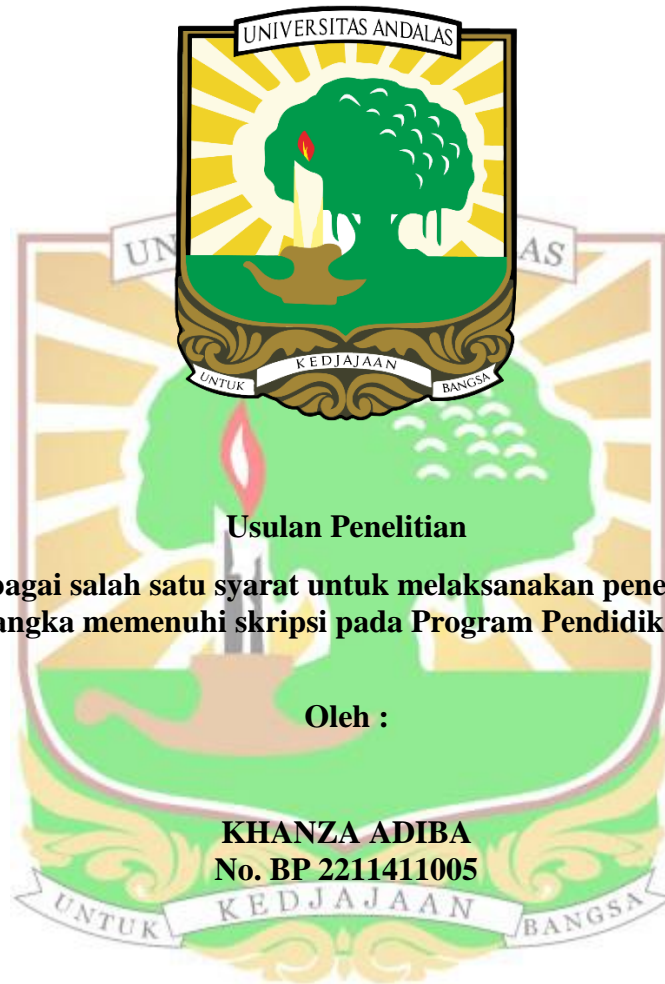 UNIVERSITAS ANDALAS
UNTUK KEDJAJAAN BANGSA
Usulan Penelitian
bagai salah satu syarat untuk melaksanakan pene
angka memenuhi skripsi pada Program Pendidik
Oleh :
KHANZA ADIBA
No. BP 2211411005
UNTUK KEDJAJAAN BANGSA